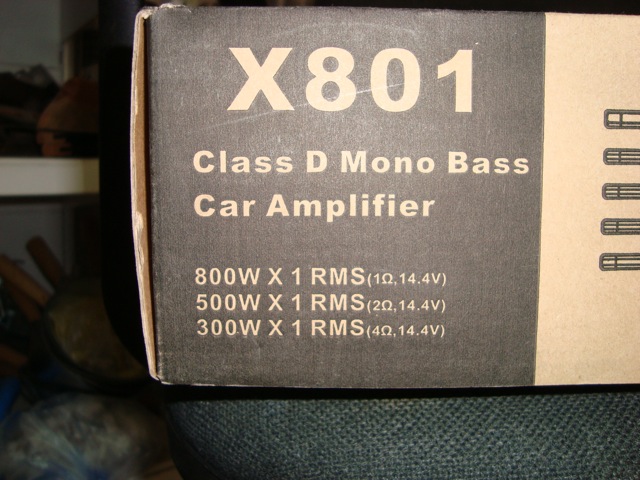 X801
Class D Mono Bass
Car Amplifier
800W X 1 RMS(1Ω,14.4V)
500W X 1 RMS(2Ω,14.4V)
300W X 1 RMS(4Ω,14.4V)